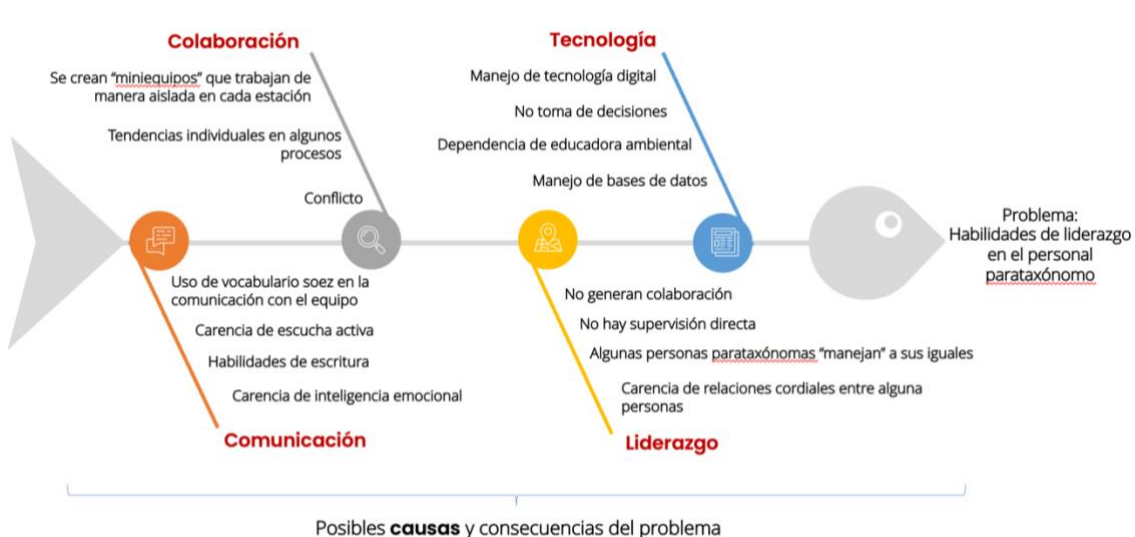 Colaboración
Se crean “miniequipos” que trabajan de
manera aislada en cada estación
Tendencias individuales en algunos
procesos
Conflicto
Tecnología
Manejo de tecnología digital
No toma de decisiones
Dependencia de educadora ambiental
Manejo de bases de datos
Problema:
Habilidades de liderazgo
en el personal
parataxónomo
Uso de vocabulario soez en la
comunicación con el equipo
Carencia de escucha activa
Habilidades de escritura
Carencia de inteligencia emocional
Comunicación
No generan colaboración
No hay supervisión directa
Algunas personas parataxónomas “manejan” a sus iguales
Carencia de relaciones cordiales entre alguna
personas
Liderazgo
Posibles causas y consecuencias del problema